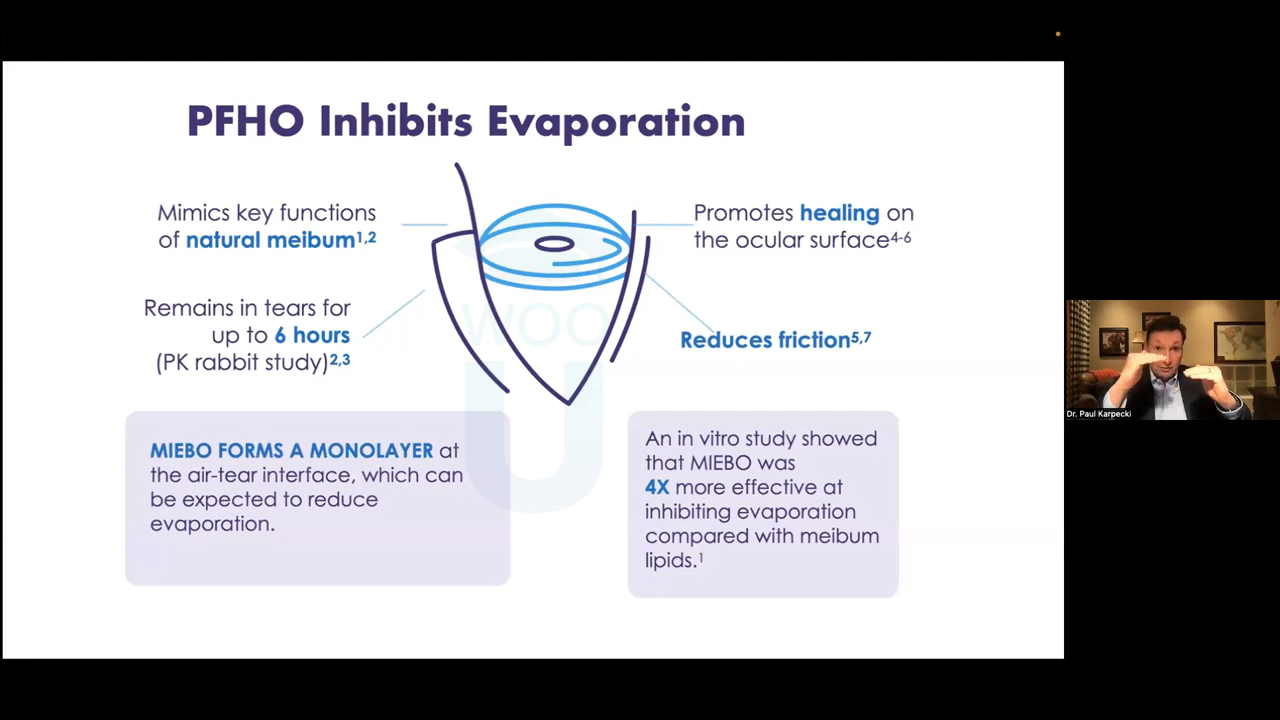 PFHO Inhibits Evaporation
Mimics key functions
of natural meibum1,2
Promotes healing on
the ocular surface4-6
Remains in tears for
up to 6 hours
(PK rabbit study)2,3
Reduces friction5,7
WOO
U
MIEBO FORMS A MONOLAYER at
the air-tear interface, which can
be expected to reduce
evaporation.
An in vitro study showed
that MIEBO was
4X more effective at
inhibiting evaporation
compared with meibum
lipids.1
Dr. Paul Karpecki